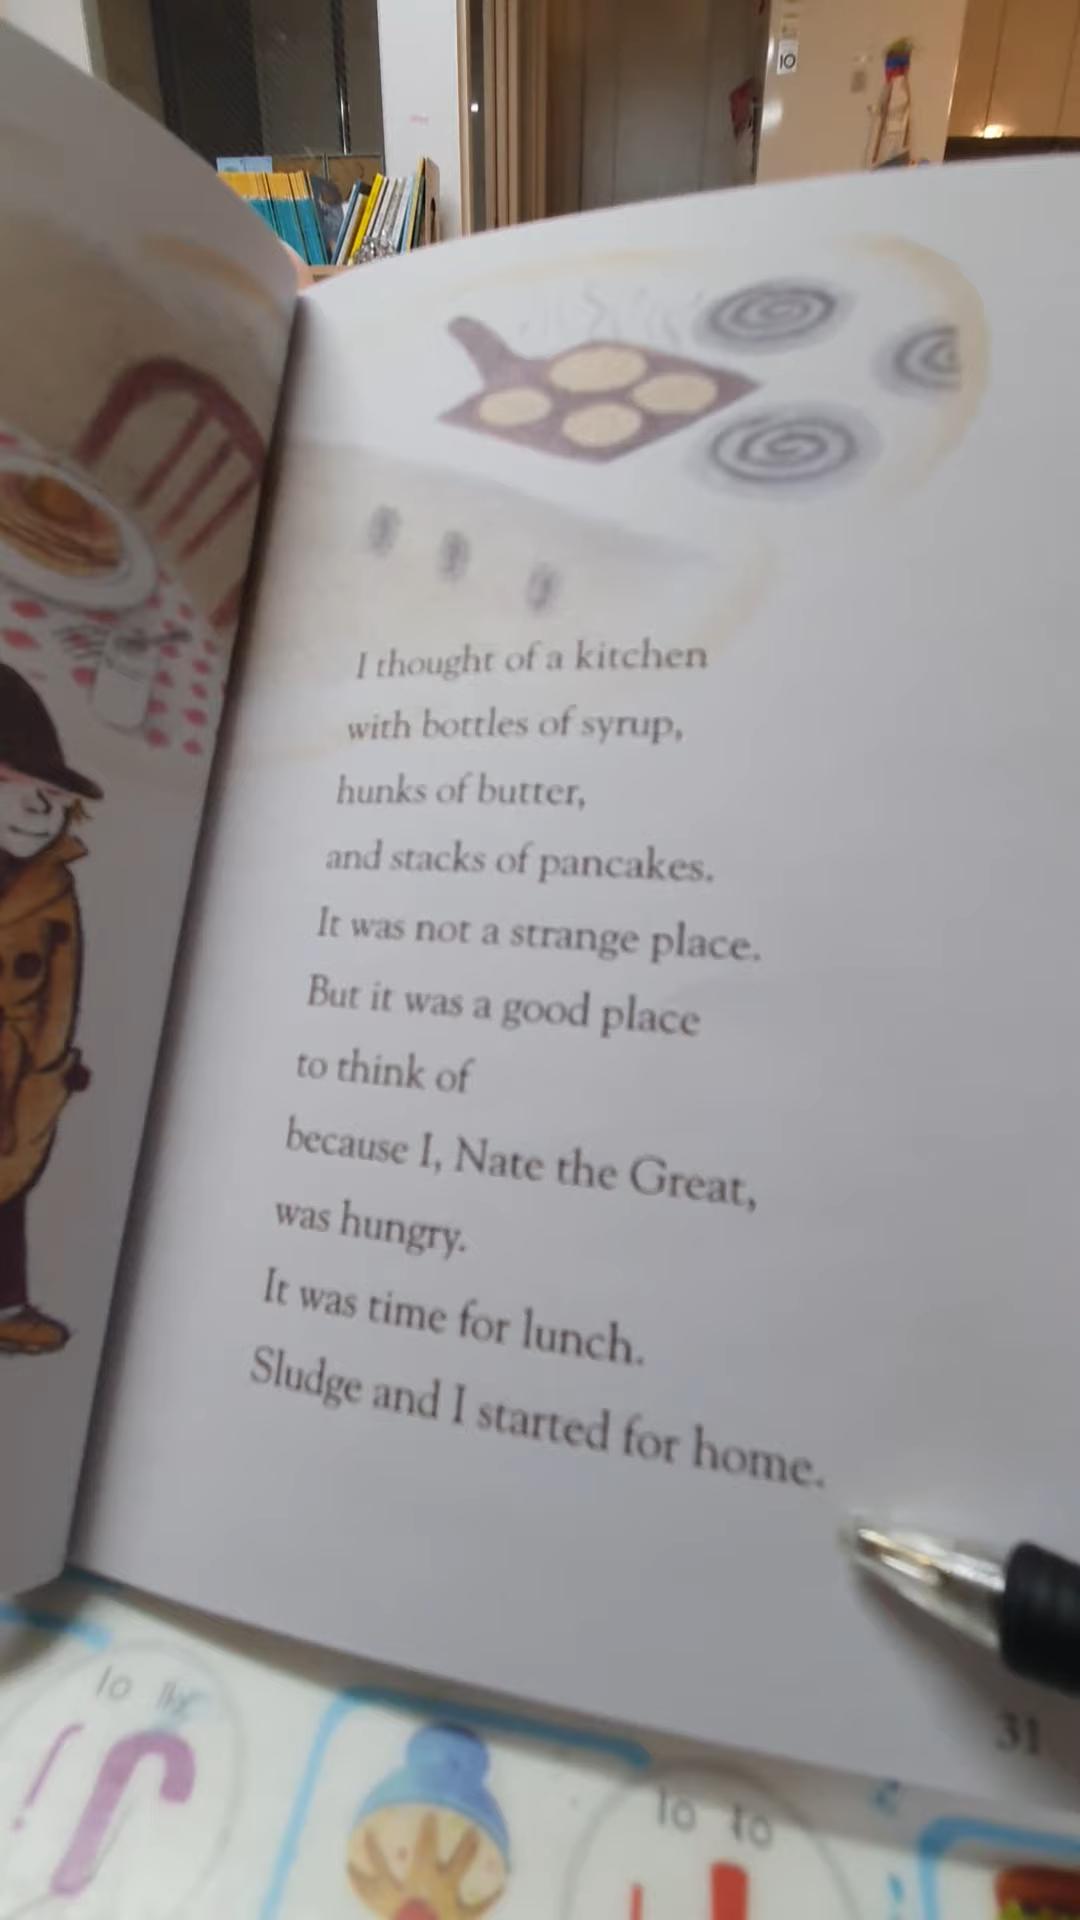 10
I thought of a kitchen
with bottles of syrup,
hunks of butter,
and stacks of pancakes.
It was not a strange place.
But it was a good place
to think of
because I, Nate the Great,
was hungry.
It was time for lunch.
Sludge and I started for home.
31